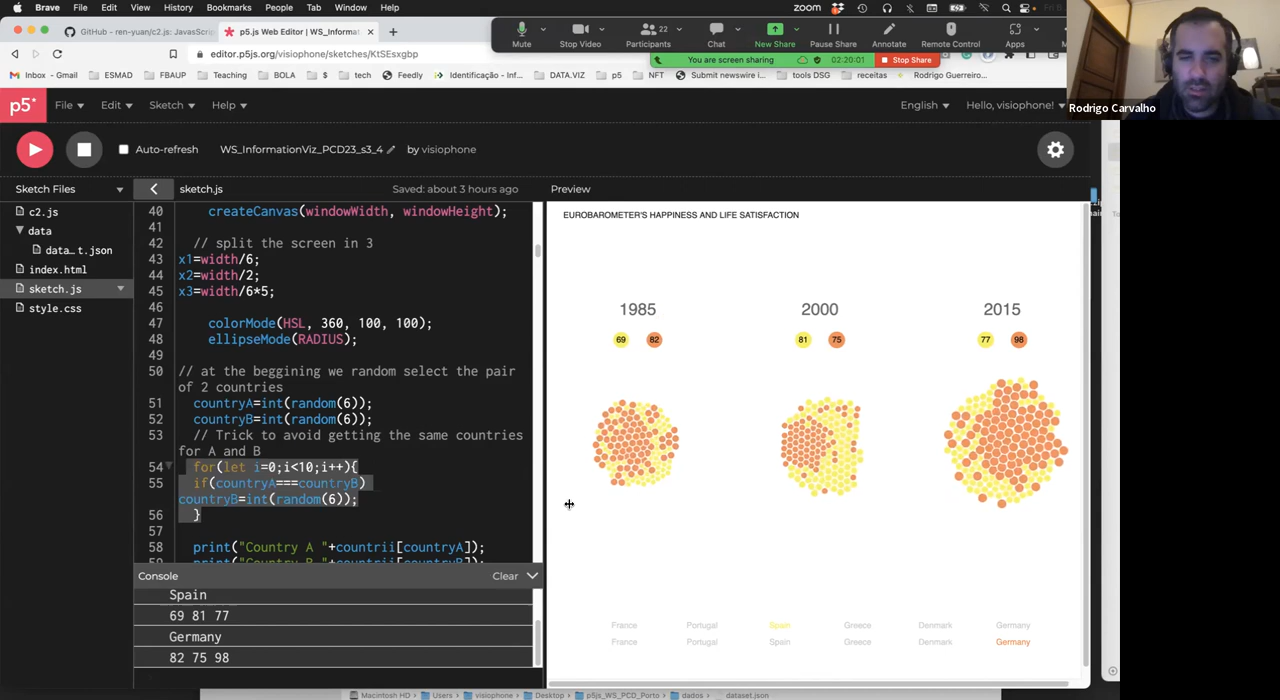 Brave File Edit View History Bookmarks People Tab Window Help zoom
GitHub - ren-yuan/c2.js: JavaScri
p5.js Web Editor | WS_Informat
editor.p5js.org/visiophone/sketches/KtSEsxgbp
Mute Stop Video Participants 22 Chat New Share Pause Share Annotate Remote Control Apps
You are screen sharing 02:20:01 Stop Share
Inbox - Gmail ESMAD FBAUP Teaching BOLA $ tech Feedly Identificação - Inf... DATA.VIZ p5 NFT Submit newswire i... tools DSG receitas Rodrigo Guerreiro...
Rodrigo Carvalho
p5* File Edit Sketch Help English Hello, visiophone!
Auto-refresh WS_InformationViz_PCD23_s3_4 by visiophone
Sketch Files sketch.js Saved: about 3 hours ago Preview
c2.js
data
data...t.json
index.html
sketch.js
style.css
40 createCanvas(windowWidth, windowHeight);
41
42 // split the screen in 3
43 x1=width/6;
44 x2=width/2;
45 x3=width/6*5;
46
47 colorMode(HSL, 360, 100, 100);
48 ellipseMode(RADIUS);
49
50 // at the beggining we random select the pair
of 2 countries
51 countryA=int(random(6));
52 countryB=int(random(6));
53 // Trick to avoid getting the same countries
for A and B
54 for(let i=0;i<10;i++){
55 if(countryA===countryB)
countryB=int(random(6));
56 }
57
58 print("Country A "+countrii[countryA]);
59 print("Country B "+countrii[countryB]);
Console Clear
Spain
69 81 77
Germany
82 75 98
EUROBAROMETER'S HAPPINESS AND LIFE SATISFACTION
1985 2000 2015
69 82 81 75 77 98
France Portugal Spain Greece Denmark Germany
France Portugal Spain Greece Denmark Germany
Macintosh HD Users visiophone Desktop p5js_WS_PCD_Porto dados dataset.json